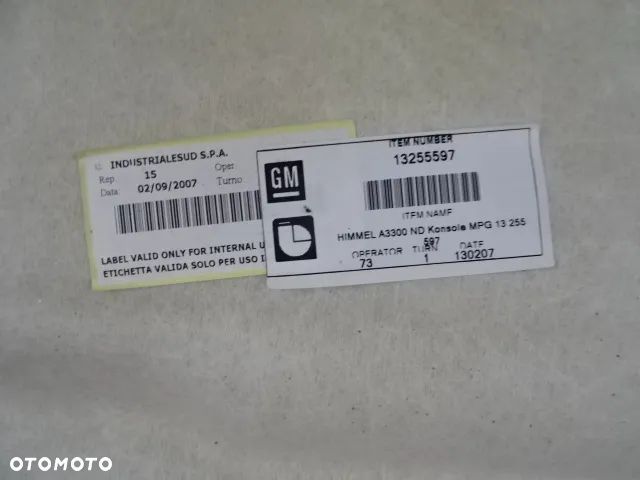 INDUSTRIALESUD S.P.A.
Rep. 15 Oper
Data: 02/09/2007 Turno
LABEL VALID ONLY FOR INTERNAL U
ETICHETTA VALIDA SOLO PER USO I
ITEM NUMBER
13255597
GM
ITEM NAME
HIMMEL A3300 ND Konsole MPG 13 255
597
OPERATOR TURN DATE
73 1 130207
OTOMOTO